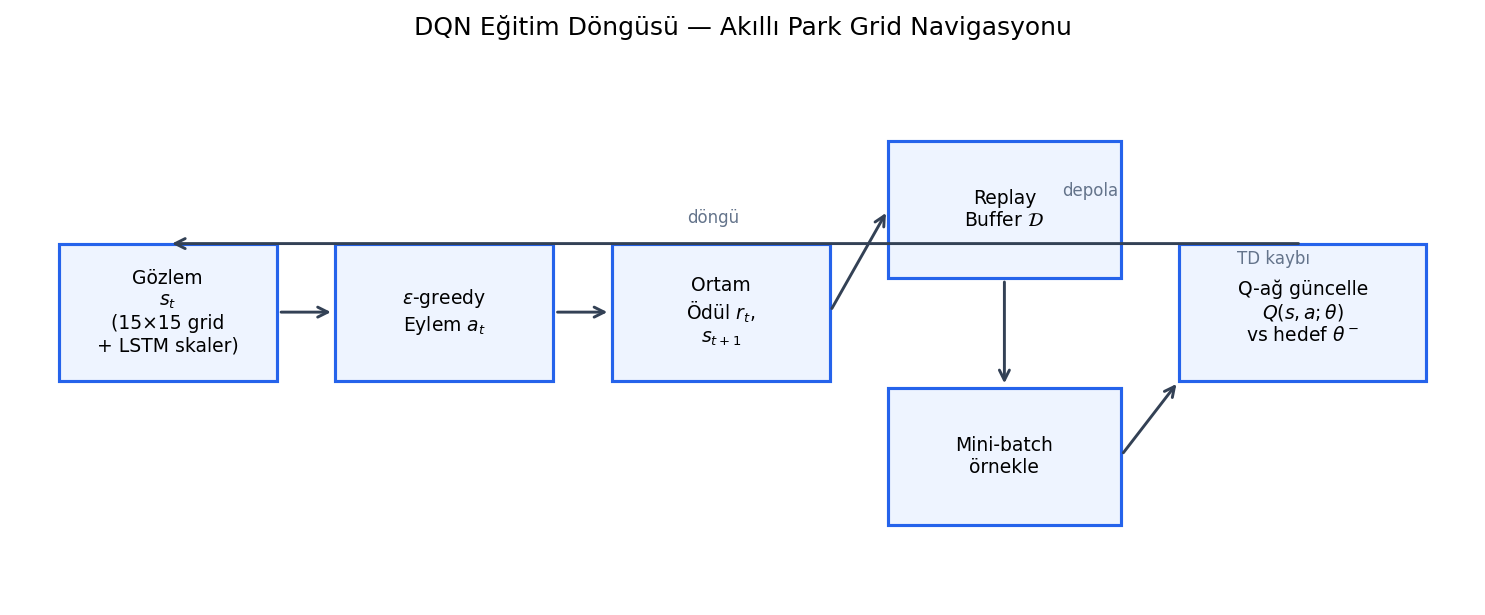 DQN Eğitim Döngüsü — Akıllı Park Grid Navigasyonu
döngü
Gözlem
s_t
(15×15 grid
+ LSTM skaler)
ε-greedy
Eylem a_t
Ortam
Ödül r_t,
s_{t+1}
depola
Replay
Buffer 𝒟
Mini-batch
örnekle
TD kaybı
Q-ağ güncelle
Q(s, a; θ)
vs hedef θ⁻